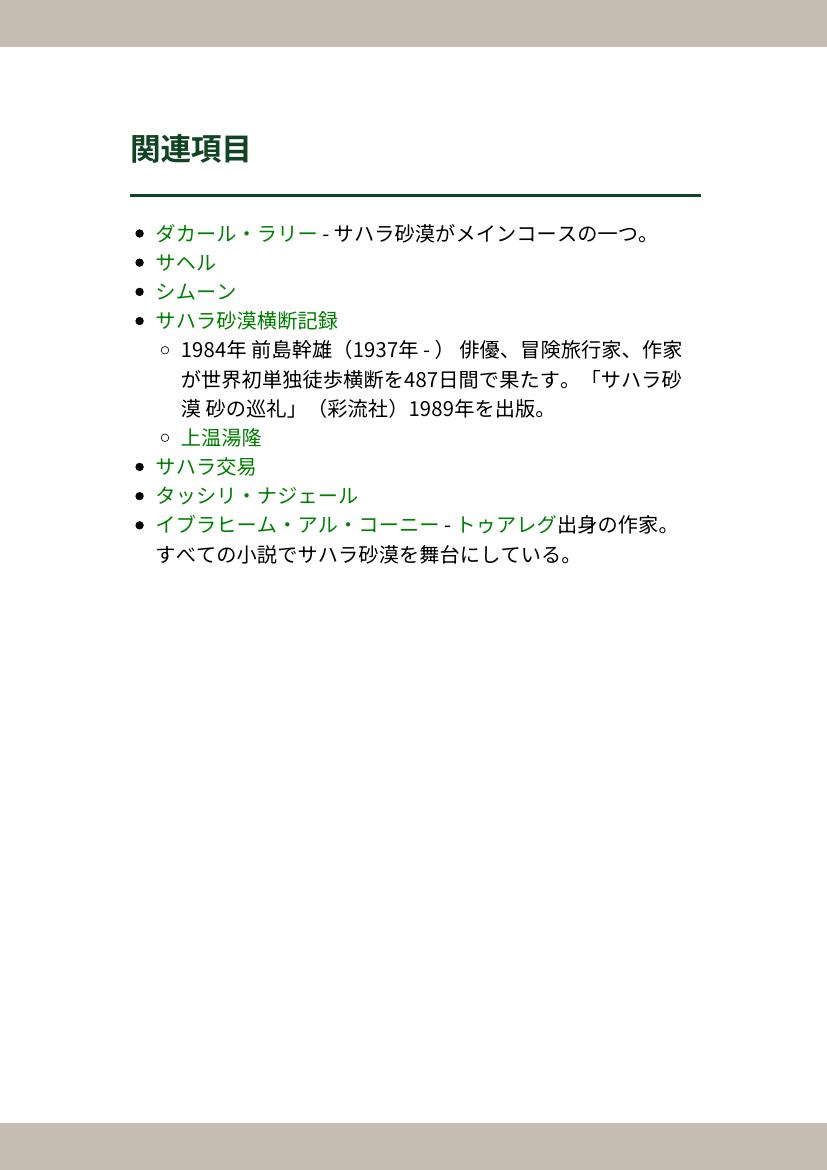 関連項目
ダカール・ラリー - サハラ砂漠がメインコースの一つ。
サヘル
シムーン
サハラ砂漠横断記録
1984年 前島幹雄（1937年 - ） 俳優、冒険旅行家、作家
が世界初単独徒歩横断を487日間で果たす。「サハラ砂
漠 砂の巡礼」（彩流社）1989年を出版。
上温湯隆
サハラ交易
タッシリ・ナジェール
イブラヒーム・アル・コーニー - トゥアレグ出身の作家。
すべての小説でサハラ砂漠を舞台にしている。